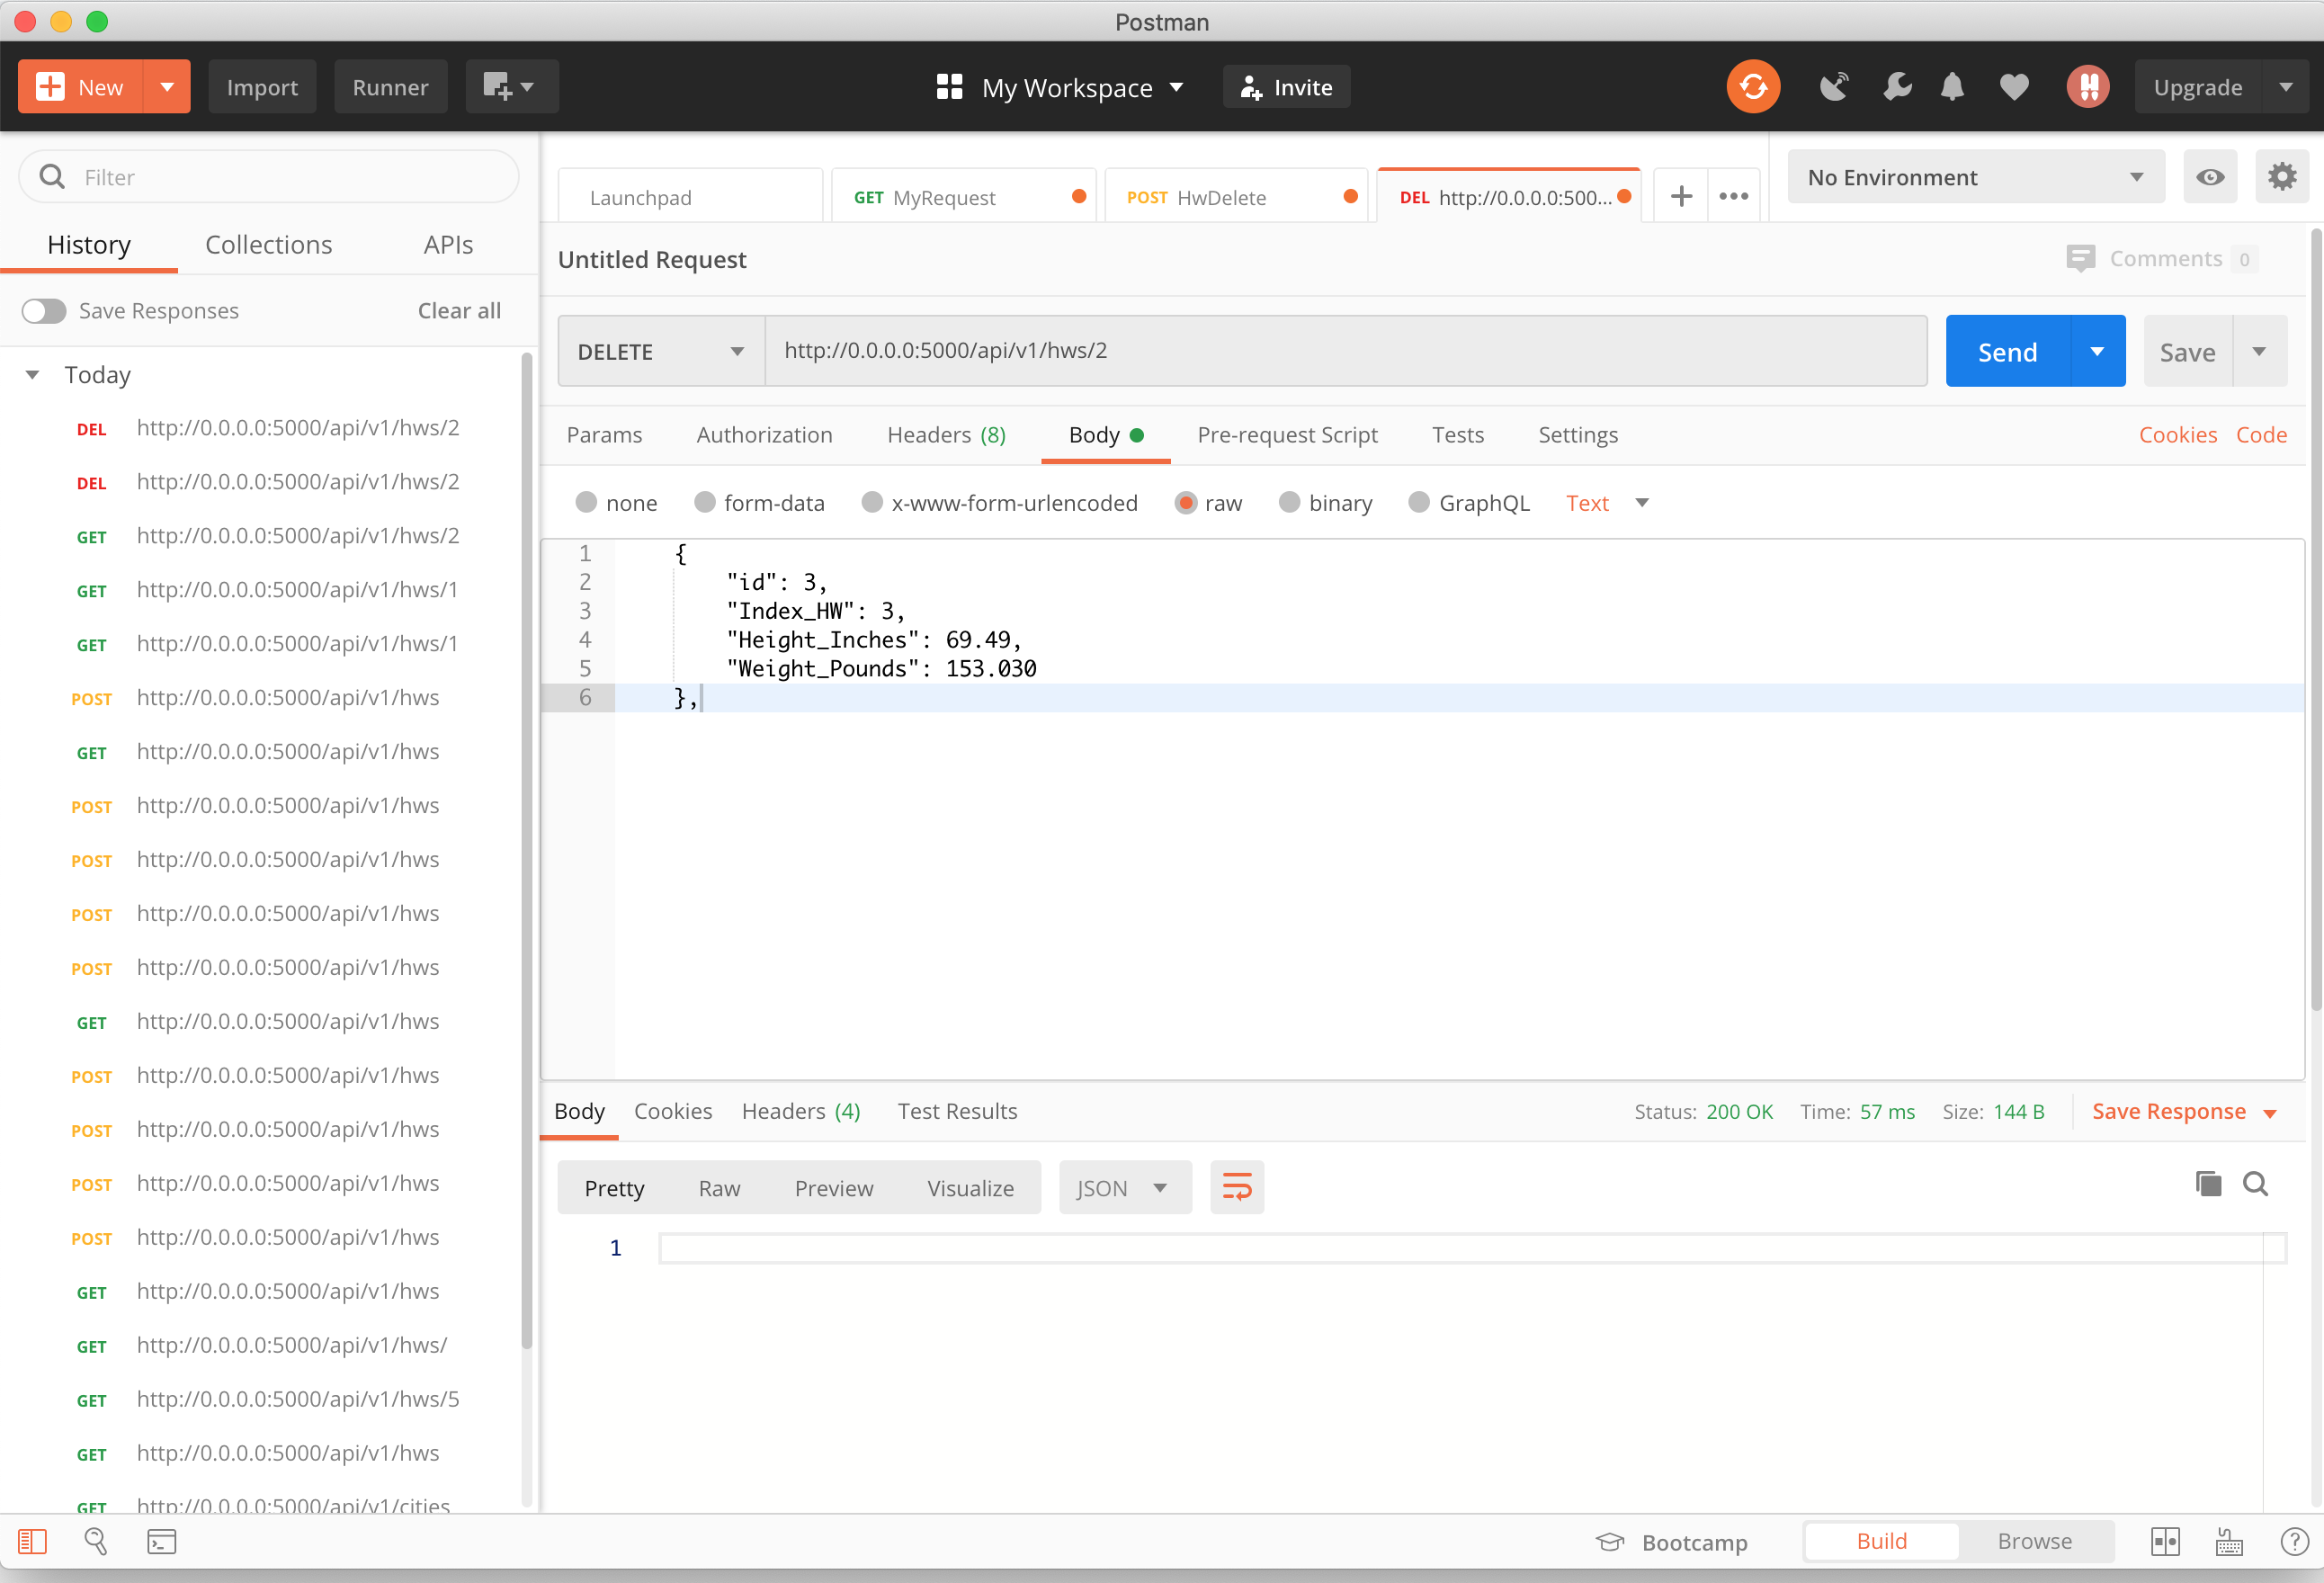 Postman
New Import Runner My Workspace Invite Upgrade
Filter
History Collections APIs
Save Responses Clear all
Today
DEL http://0.0.0.0:5000/api/v1/hws/2
DEL http://0.0.0.0:5000/api/v1/hws/2
GET http://0.0.0.0:5000/api/v1/hws/2
GET http://0.0.0.0:5000/api/v1/hws/1
GET http://0.0.0.0:5000/api/v1/hws/1
POST http://0.0.0.0:5000/api/v1/hws
GET http://0.0.0.0:5000/api/v1/hws
POST http://0.0.0.0:5000/api/v1/hws
POST http://0.0.0.0:5000/api/v1/hws
POST http://0.0.0.0:5000/api/v1/hws
POST http://0.0.0.0:5000/api/v1/hws
GET http://0.0.0.0:5000/api/v1/hws
POST http://0.0.0.0:5000/api/v1/hws
POST http://0.0.0.0:5000/api/v1/hws
POST http://0.0.0.0:5000/api/v1/hws
POST http://0.0.0.0:5000/api/v1/hws
GET http://0.0.0.0:5000/api/v1/hws
GET http://0.0.0.0:5000/api/v1/hws/
GET http://0.0.0.0:5000/api/v1/hws/5
GET http://0.0.0.0:5000/api/v1/hws
GET http://0.0.0.0:5000/api/v1/cities
Launchpad GET MyRequest POST HwDelete DEL http://0.0.0.0:500... No Environment
Untitled Request Comments 0
DELETE http://0.0.0.0:5000/api/v1/hws/2 Send Save
Params Authorization Headers (8) Body Pre-request Script Tests Settings Cookies Code
none form-data x-www-form-urlencoded raw binary GraphQL Text
1 {
2 "id": 3,
3 "Index_HW": 3,
4 "Height_Inches": 69.49,
5 "Weight_Pounds": 153.030
6 },
Body Cookies Headers (4) Test Results Status: 200 OK Time: 57 ms Size: 144 B Save Response
Pretty Raw Preview Visualize JSON
1
Bootcamp Build Browse